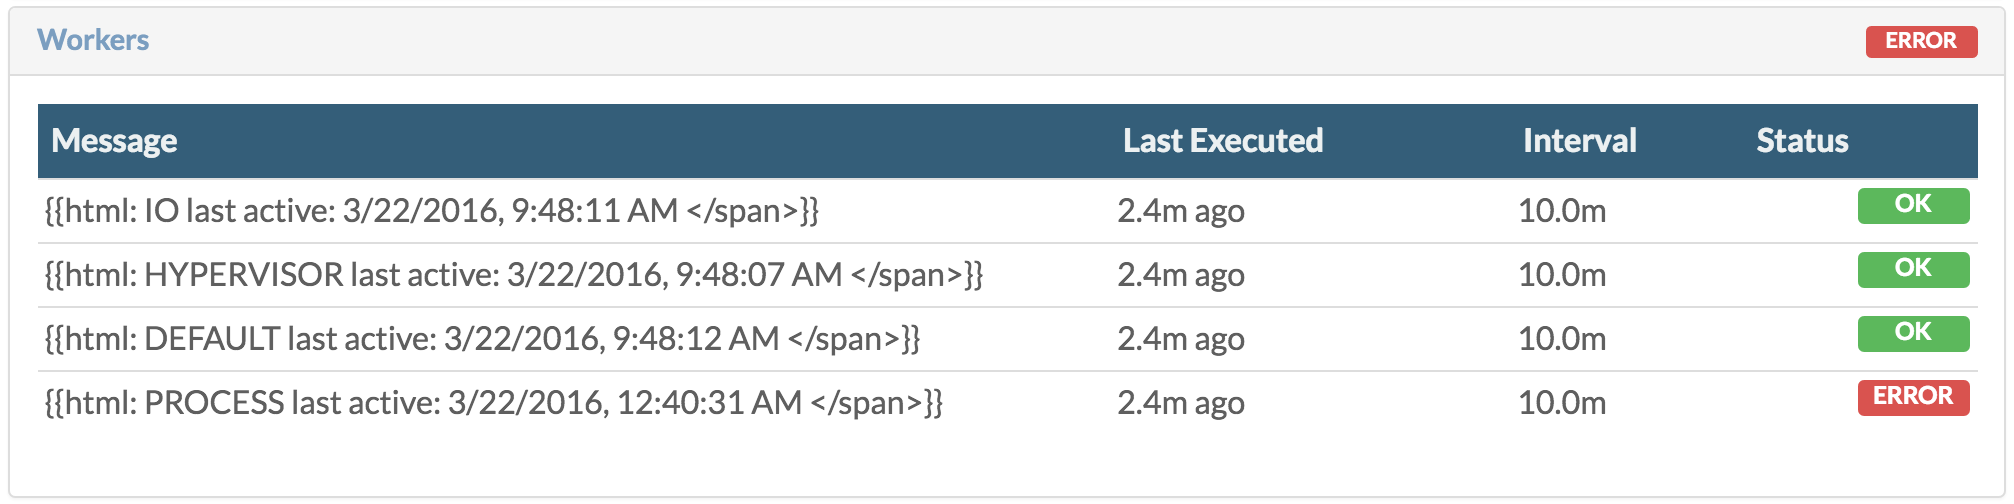 Workers ERROR
Message Last Executed Interval Status
{{html: IO last active: 3/22/2016, 9:48:11 AM </span>}} 2.4m ago 10.0m OK
{{html: HYPERVISOR last active: 3/22/2016, 9:48:07 AM </span>}} 2.4m ago 10.0m OK
{{html: DEFAULT last active: 3/22/2016, 9:48:12 AM </span>}} 2.4m ago 10.0m OK
{{html: PROCESS last active: 3/22/2016, 12:40:31 AM </span>}} 2.4m ago 10.0m ERROR